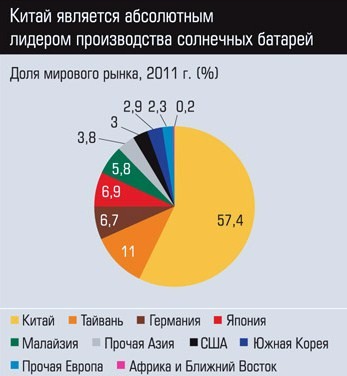 Китай является абсолютным
лидером производства солнечных батарей
Доля мирового рынка, 2011 г. (%)
2,9 2,3 0,2
3
3,8
5,8
6,9
6,7
11
57,4
Китай Тайвань Германия Япония
Малайзия Прочая Азия США Южная Корея
Прочая Европа Африка и Ближний Восток